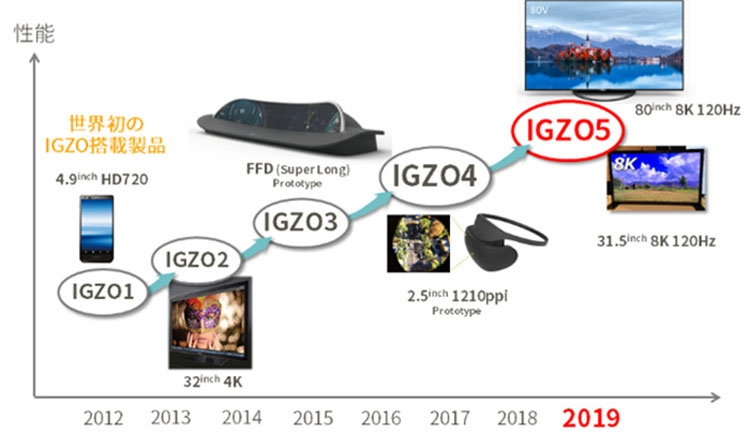 性能
80V
世界初の
IGZO搭載製品
4.9inch HD720
FFD (Super Long)
Prototype
80inch 8K 120Hz
IGZO5
8K
31.5inch 8K 120Hz
IGZO4
IGZO3
IGZO2
IGZO1
2.5inch 1210ppi
Prototype
32inch 4K
2012 2013 2014 2015 2016 2017 2018 2019